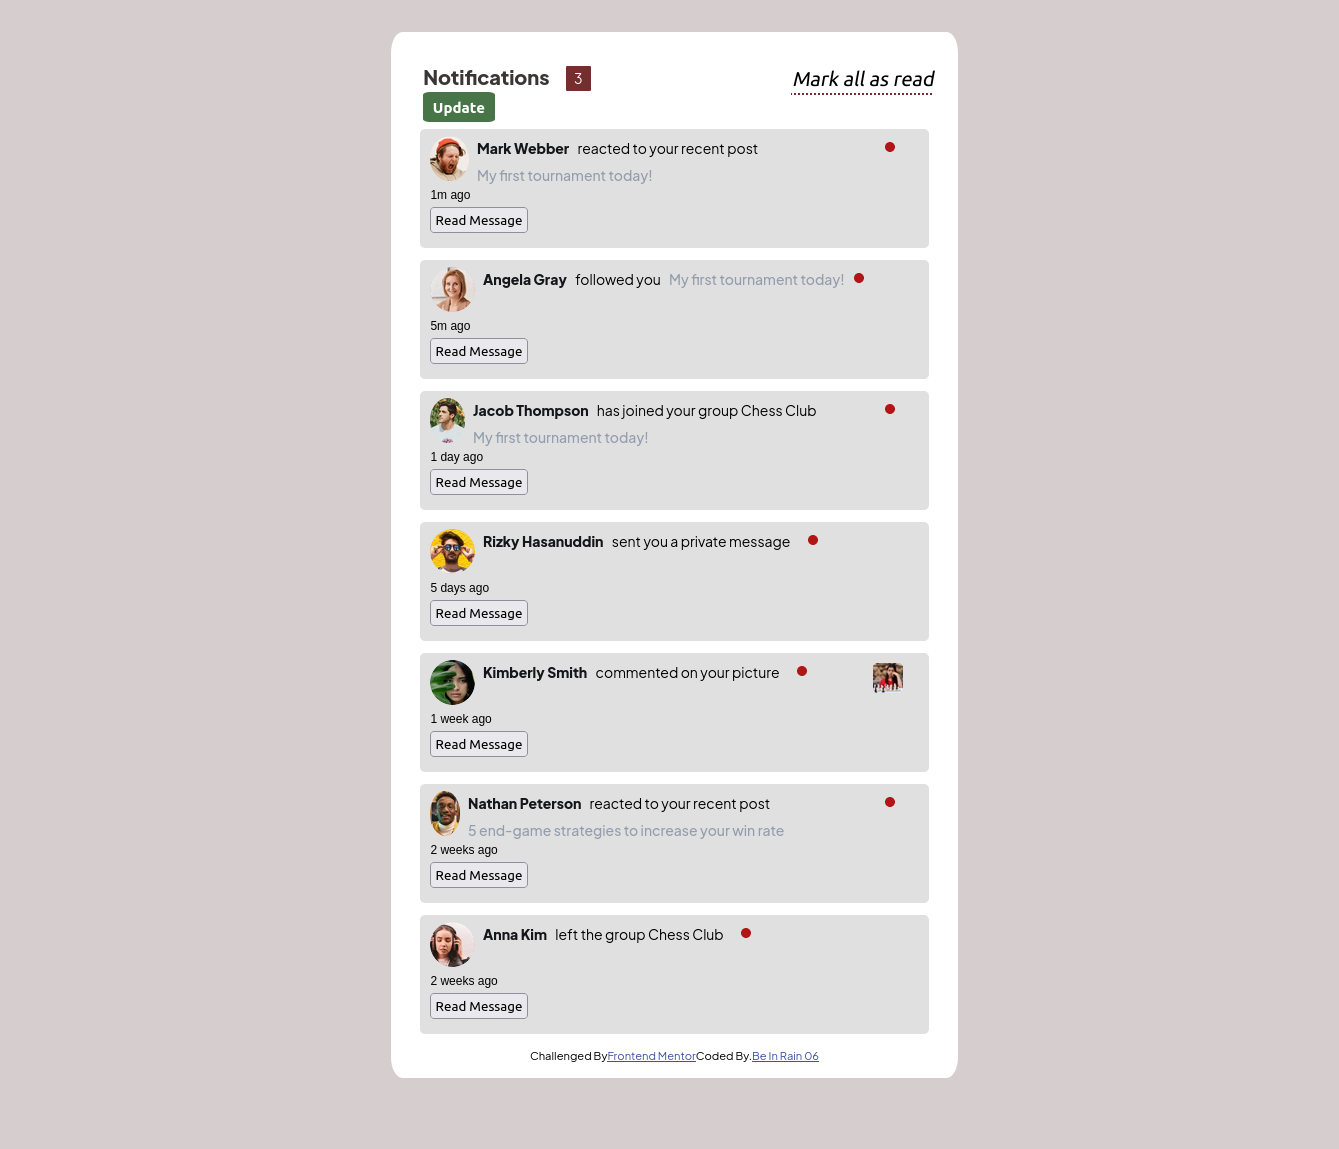 Notifications 3 Mark all as read
Update
Mark Webber reacted to your recent post
My first tournament today!
1m ago
Read Message
Angela Gray followed you My first tournament today!
5m ago
Read Message
Jacob Thompson has joined your group Chess Club
My first tournament today!
1 day ago
Read Message
Rizky Hasanuddin sent you a private message
5 days ago
Read Message
Kimberly Smith commented on your picture
1 week ago
Read Message
Nathan Peterson reacted to your recent post
5 end-game strategies to increase your win rate
2 weeks ago
Read Message
Anna Kim left the group Chess Club
2 weeks ago
Read Message
Challenged ByFrontend MentorCoded By.Be In Rain 06